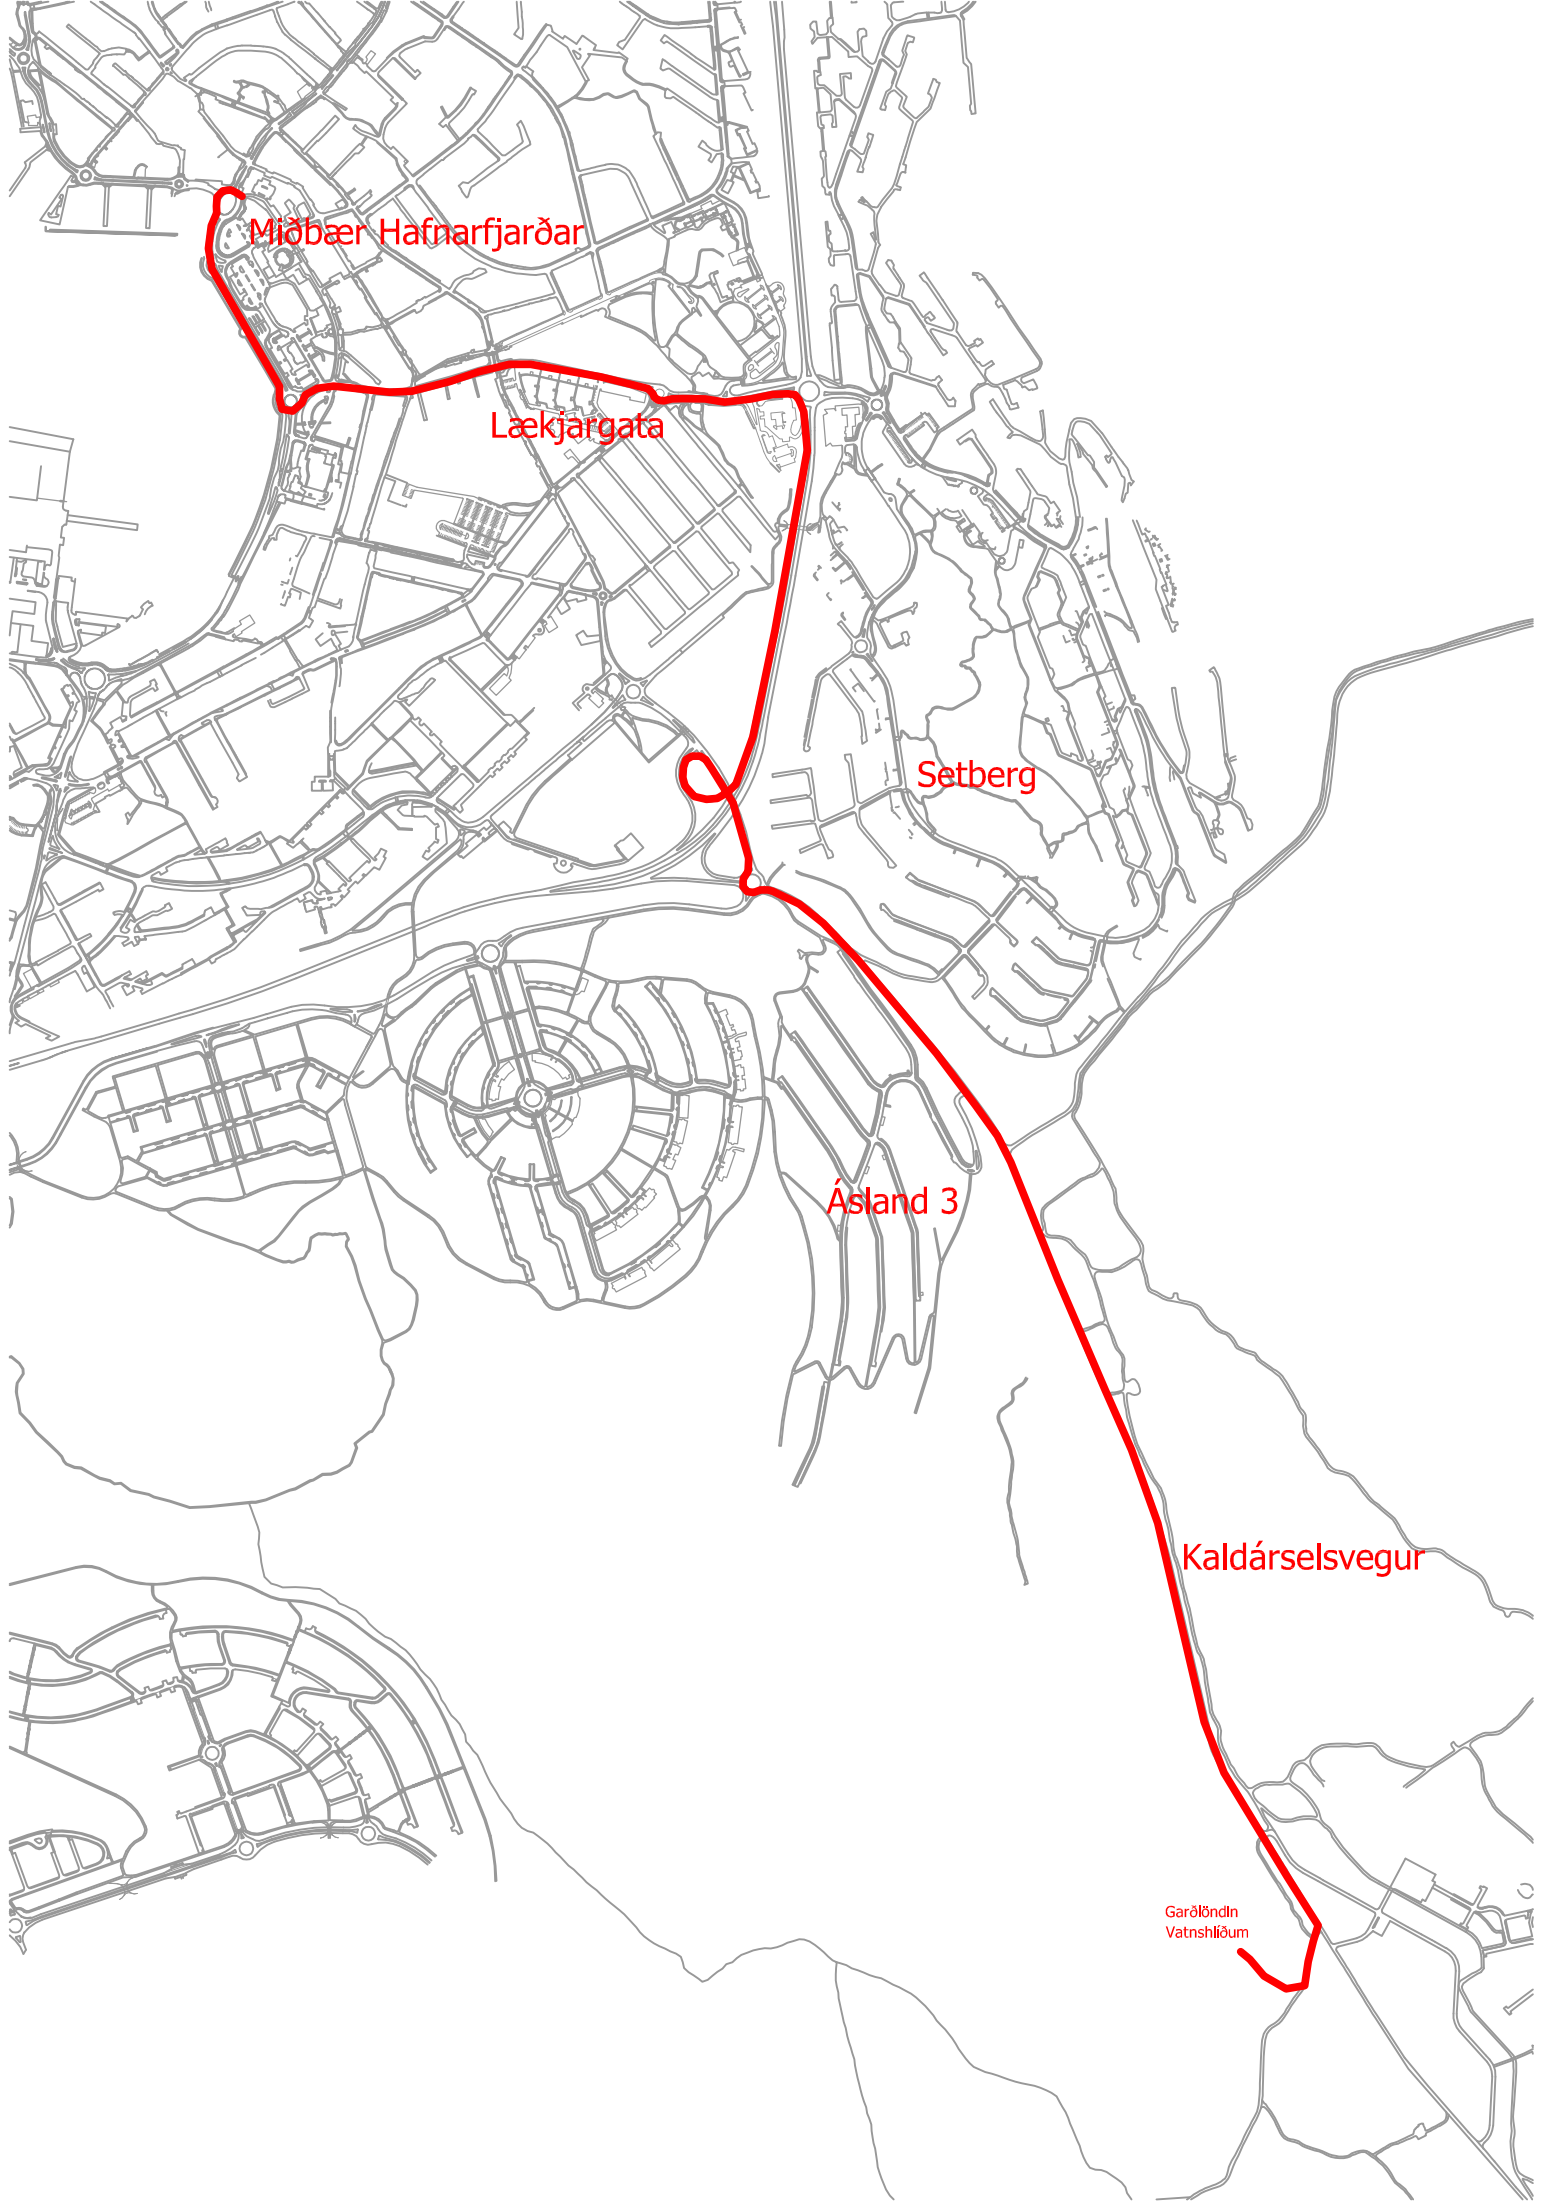 Miðbær Hafnarfjarðar
Lækjargata
Setberg
Ásland 3
Kaldárselsvegur
Garðlöndin
Vatnshlíðum